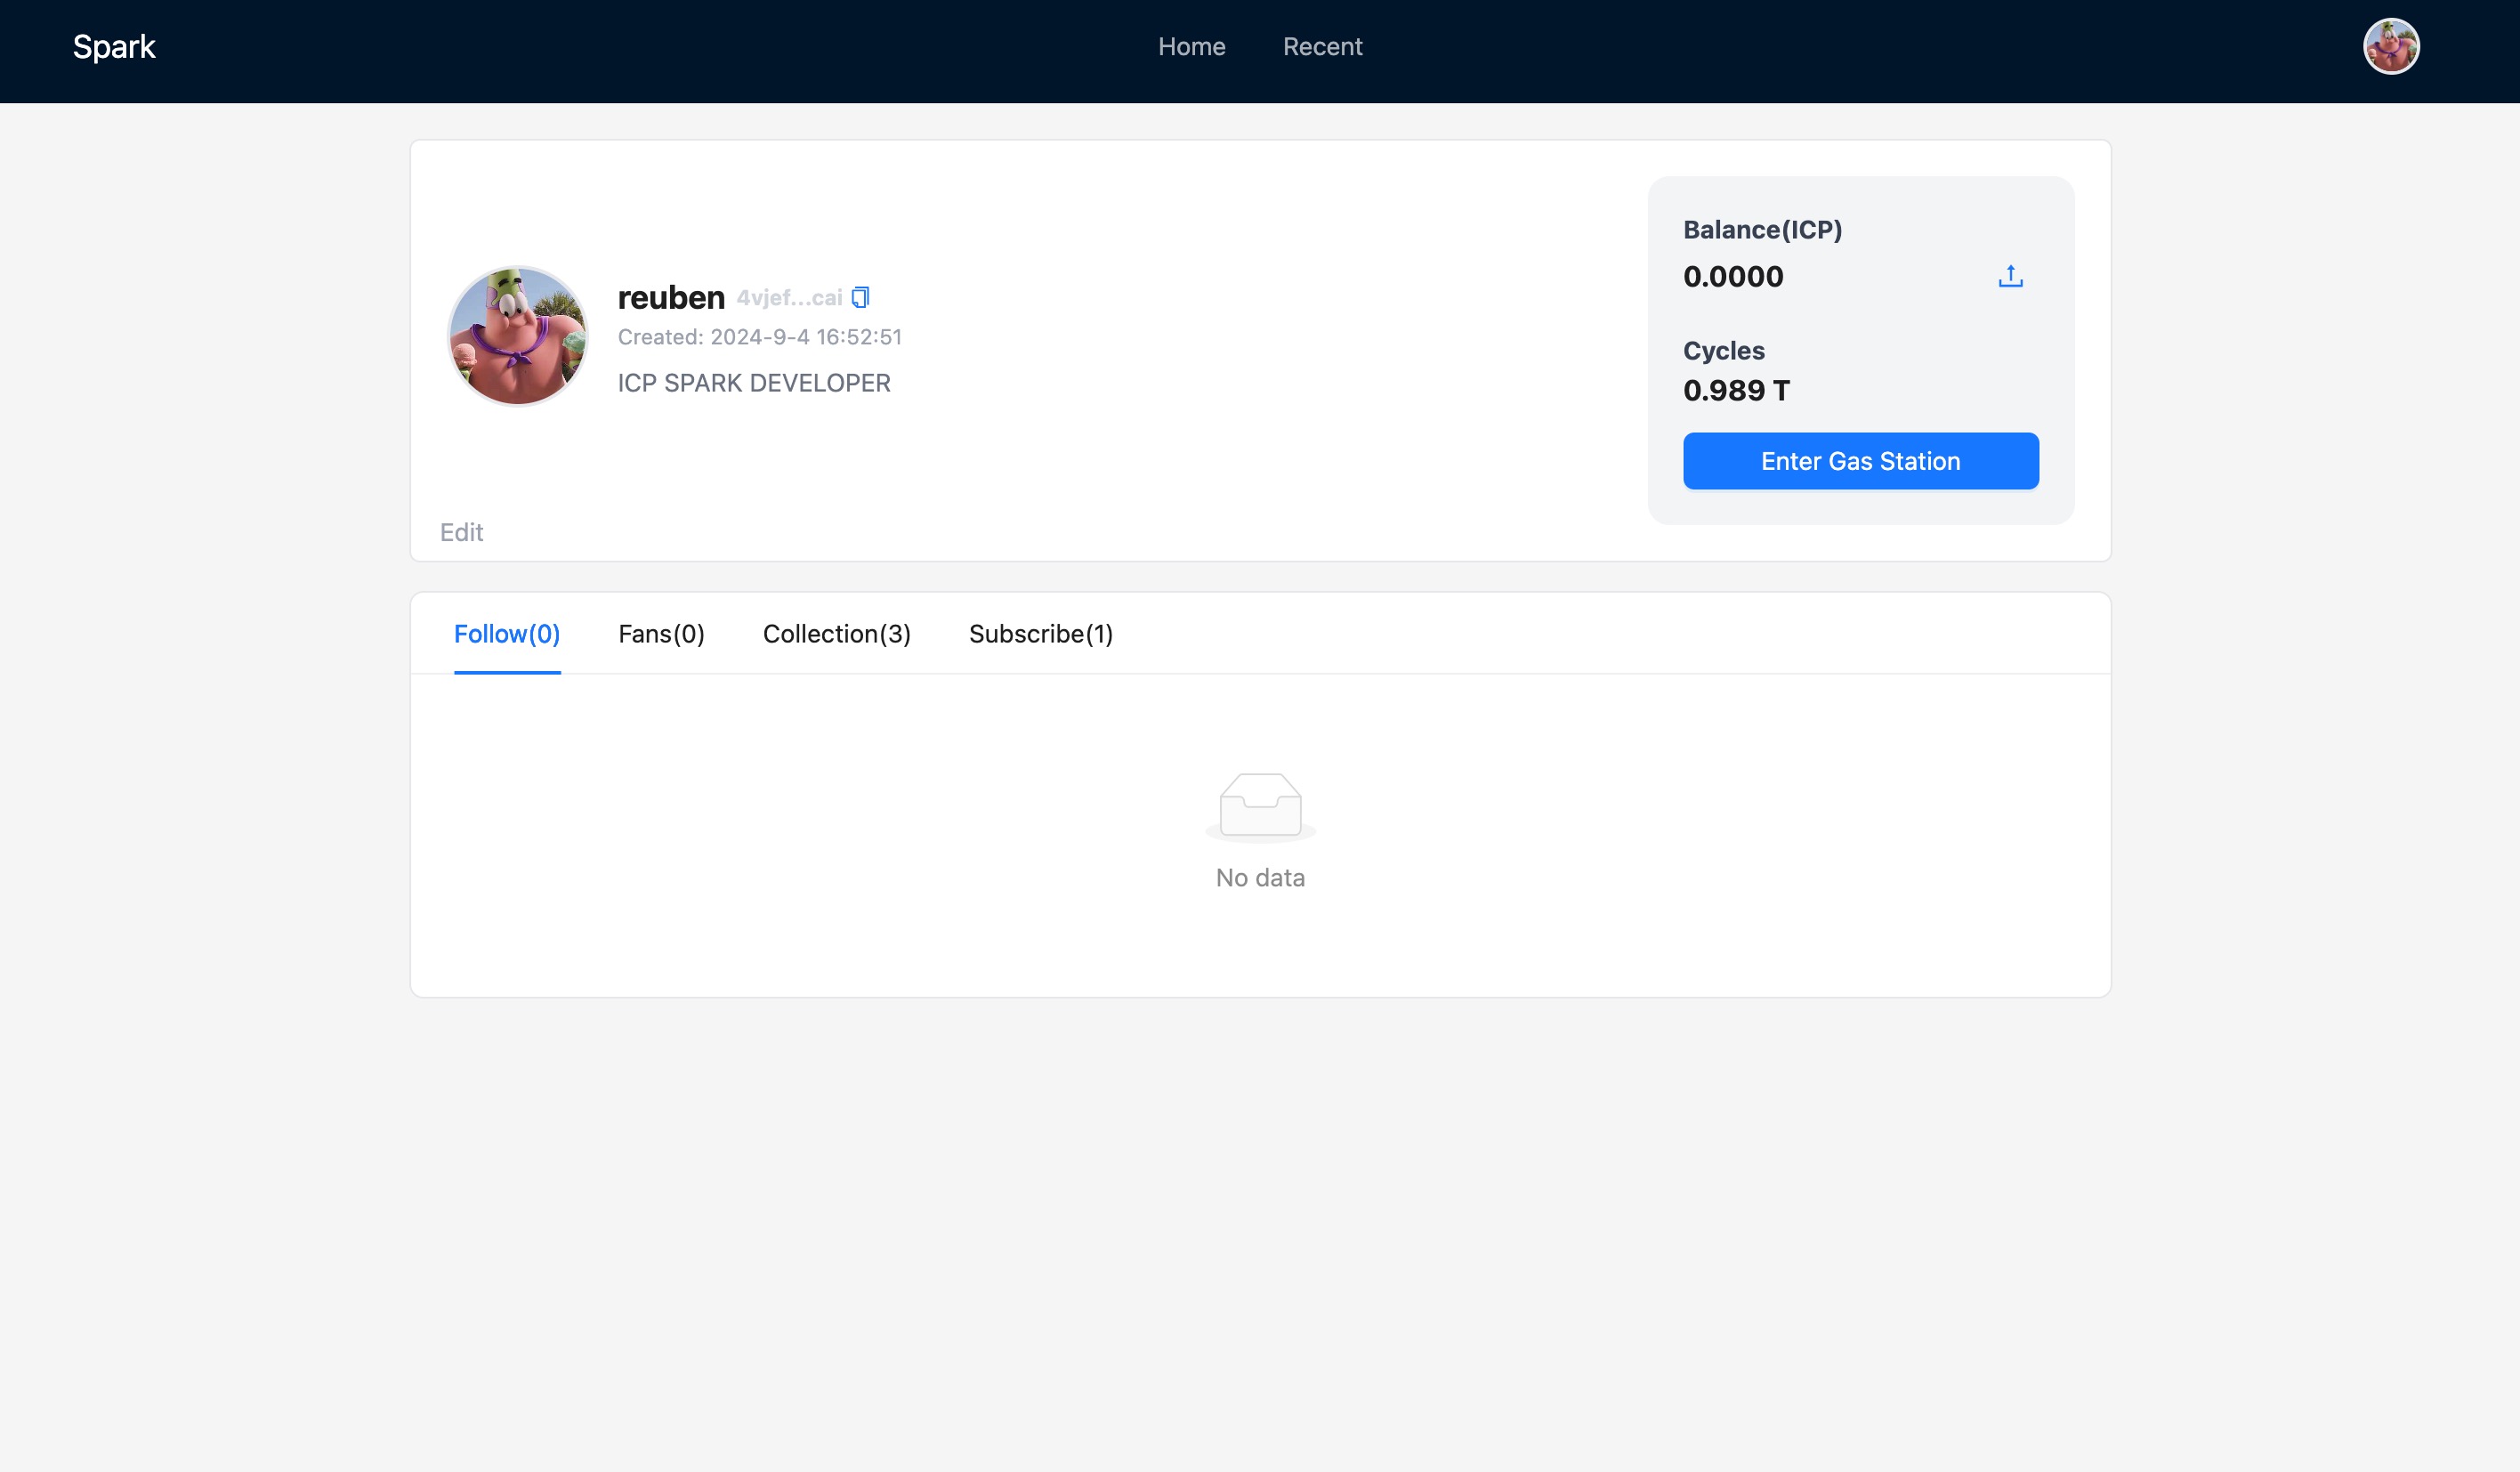 Spark
Home
Recent
reuben 4vjef...cai
Created: 2024-9-4 16:52:51
ICP SPARK DEVELOPER
Edit
Balance(ICP)
0.0000
Cycles
0.989 T
Enter Gas Station
Follow(0)
Fans(0)
Collection(3)
Subscribe(1)
No data